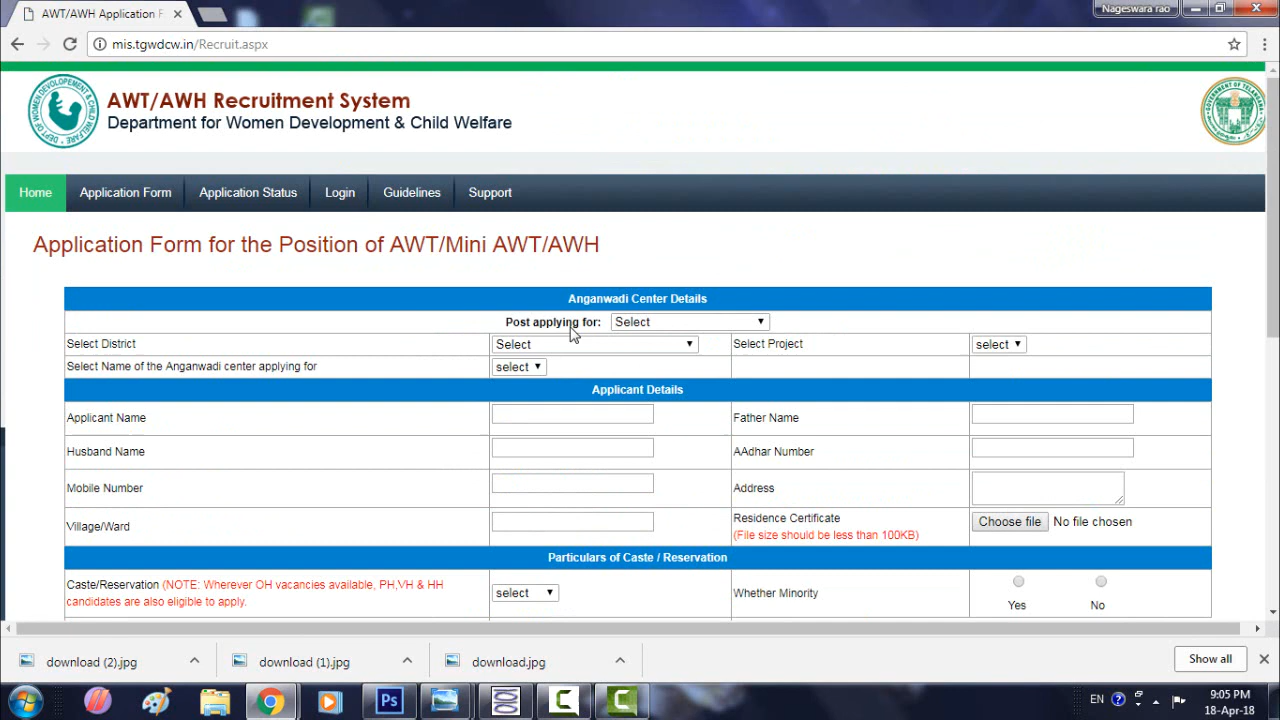 AWT/AWH Application F
Nageswara rao
mis.tgwdcw.in/Recruit.aspx
AWT/AWH Recruitment System
Department for Women Development & Child Welfare
Home Application Form Application Status Login Guidelines Support
Application Form for the Position of AWT/Mini AWT/AWH
Anganwadi Center Details
Post applying for: Select
Select District Select Select Project select
Select Name of the Anganwadi center applying for select
Applicant Details
Applicant Name Father Name
Husband Name AAdhar Number
Mobile Number Address
Village/Ward Residence Certificate Choose file No file chosen
(File size should be less than 100KB)
Particulars of Caste / Reservation
Caste/Reservation (NOTE: Wherever OH vacancies available, PH,VH & HH
candidates are also eligible to apply. select Whether Minority
Yes No
download (2).jpg download (1).jpg download.jpg Show all
Ps EN 9:05 PM
18-Apr-18